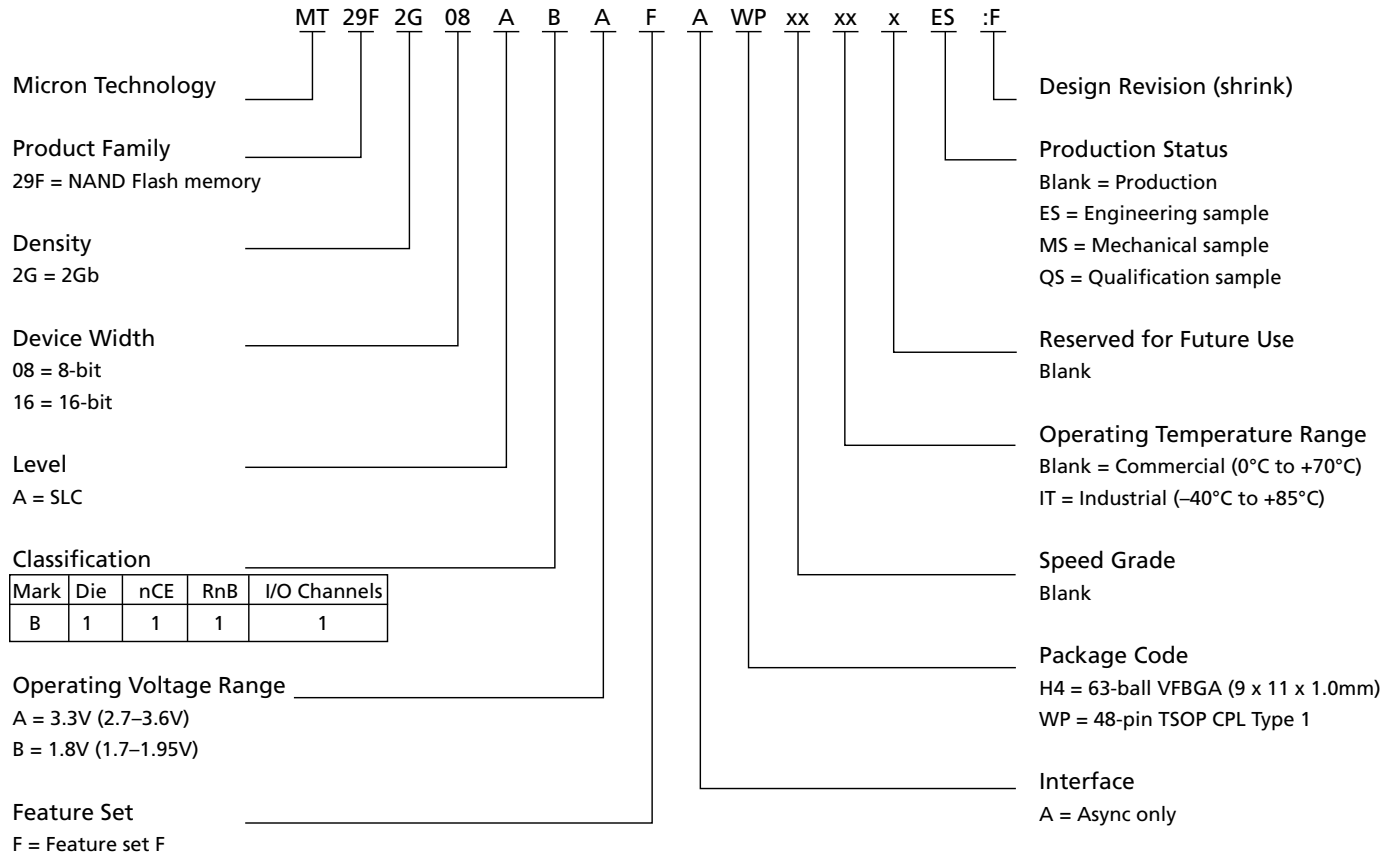 MT 29F 2G 08 A B A F A WP xx xx x ES :F
Micron Technology
Product Family
29F = NAND Flash memory
Density
2G = 2Gb
Device Width
08 = 8-bit
16 = 16-bit
Level
A = SLC
Classification
Mark Die nCE RnB I/O Channels
B 1 1 1 1
Operating Voltage Range
A = 3.3V (2.7–3.6V)
B = 1.8V (1.7–1.95V)
Feature Set
F = Feature set F
Design Revision (shrink)
Production Status
Blank = Production
ES = Engineering sample
MS = Mechanical sample
QS = Qualification sample
Reserved for Future Use
Blank
Operating Temperature Range
Blank = Commercial (0°C to +70°C)
IT = Industrial (–40°C to +85°C)
Speed Grade
Blank
Package Code
H4 = 63-ball VFBGA (9 x 11 x 1.0mm)
WP = 48-pin TSOP CPL Type 1
Interface
A = Async only